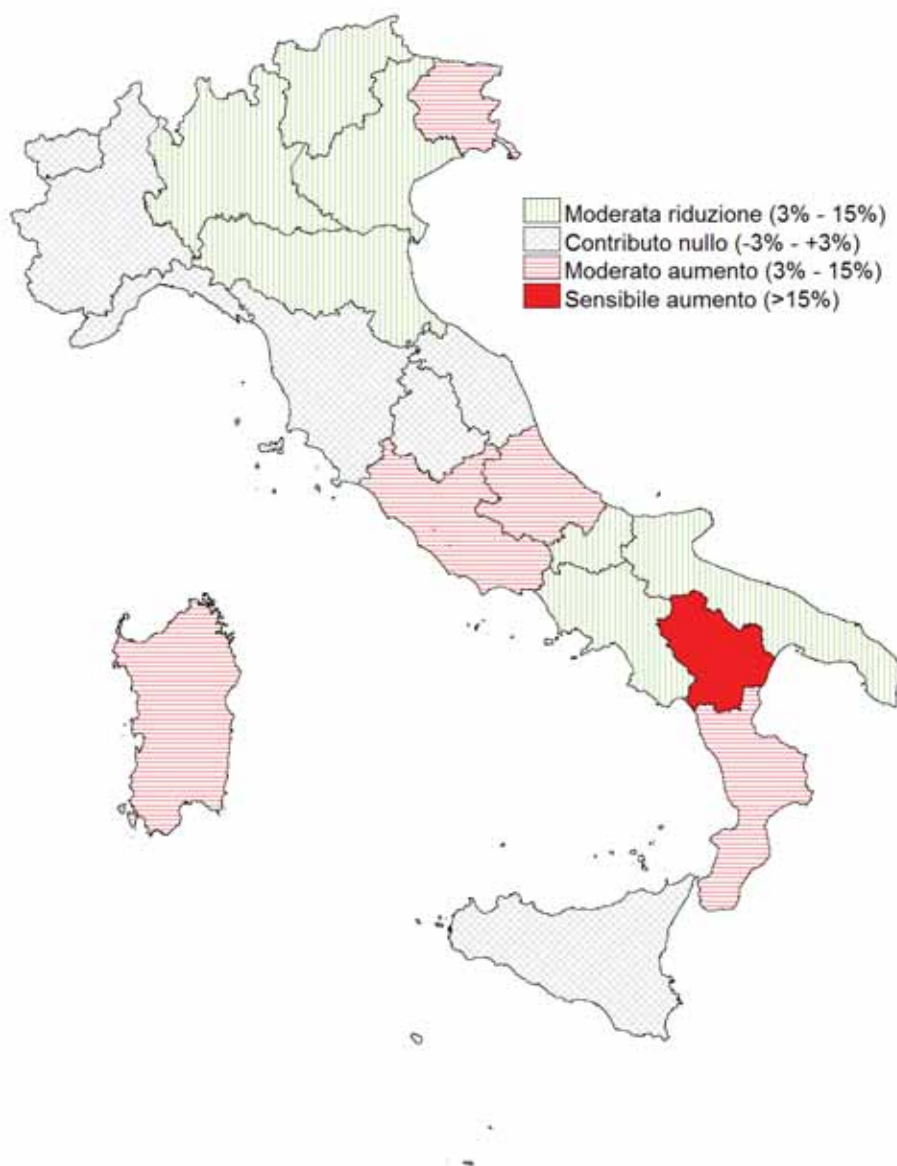 Moderata riduzione (3% - 15%)
Contributo nullo (-3% - +3%)
Moderato aumento (3% - 15%)
Sensibile aumento (>15%)